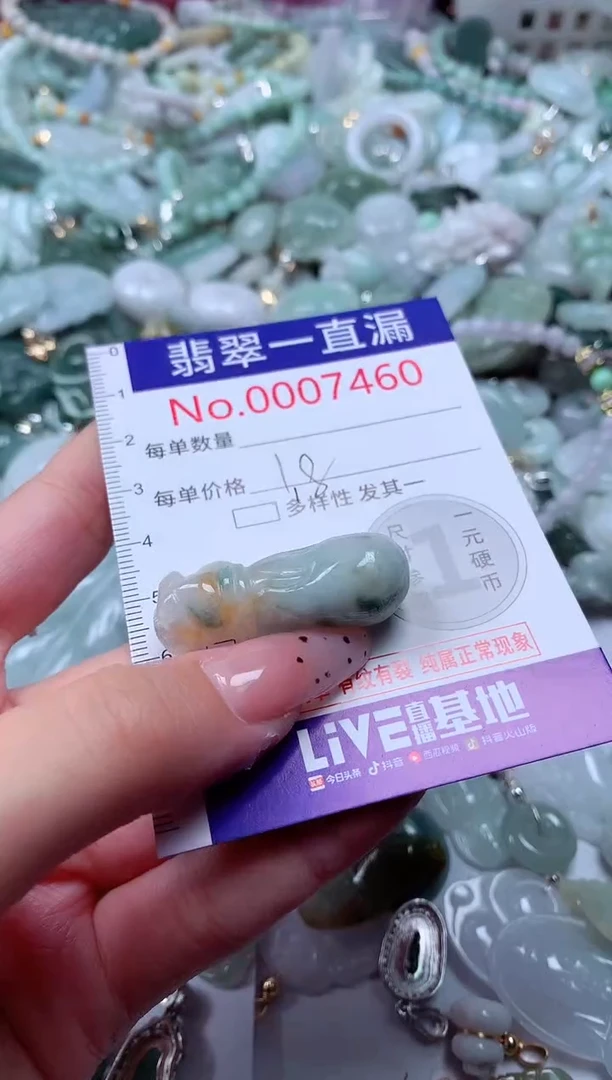 翡翠一直漏
No.0007460
每单数量
每单价格 18
多样性 发其一
一元硬币
1
有纹有裂 纯属正常现象
LiVE直播基地
今日头条 抖音 西瓜视频 抖音火山版
0
1
2
3
4
5
6